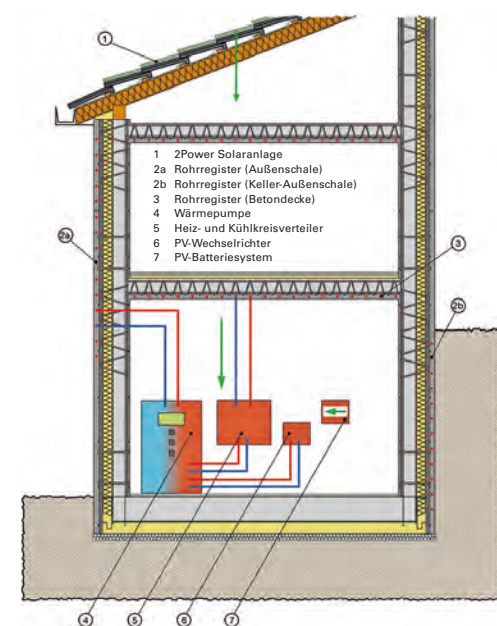 1
1 2Power Solaranlage
2a Rohrregister (Außenschale)
2b Rohrregister (Keller-Außenschale)
3 Rohrregister (Betondecke)
4 Wärmepumpe
5 Heiz- und Kühlkreisverteiler
6 PV-Wechselrichter
7 PV-Batteriesystem
2a
3
2b
4
5
6
7